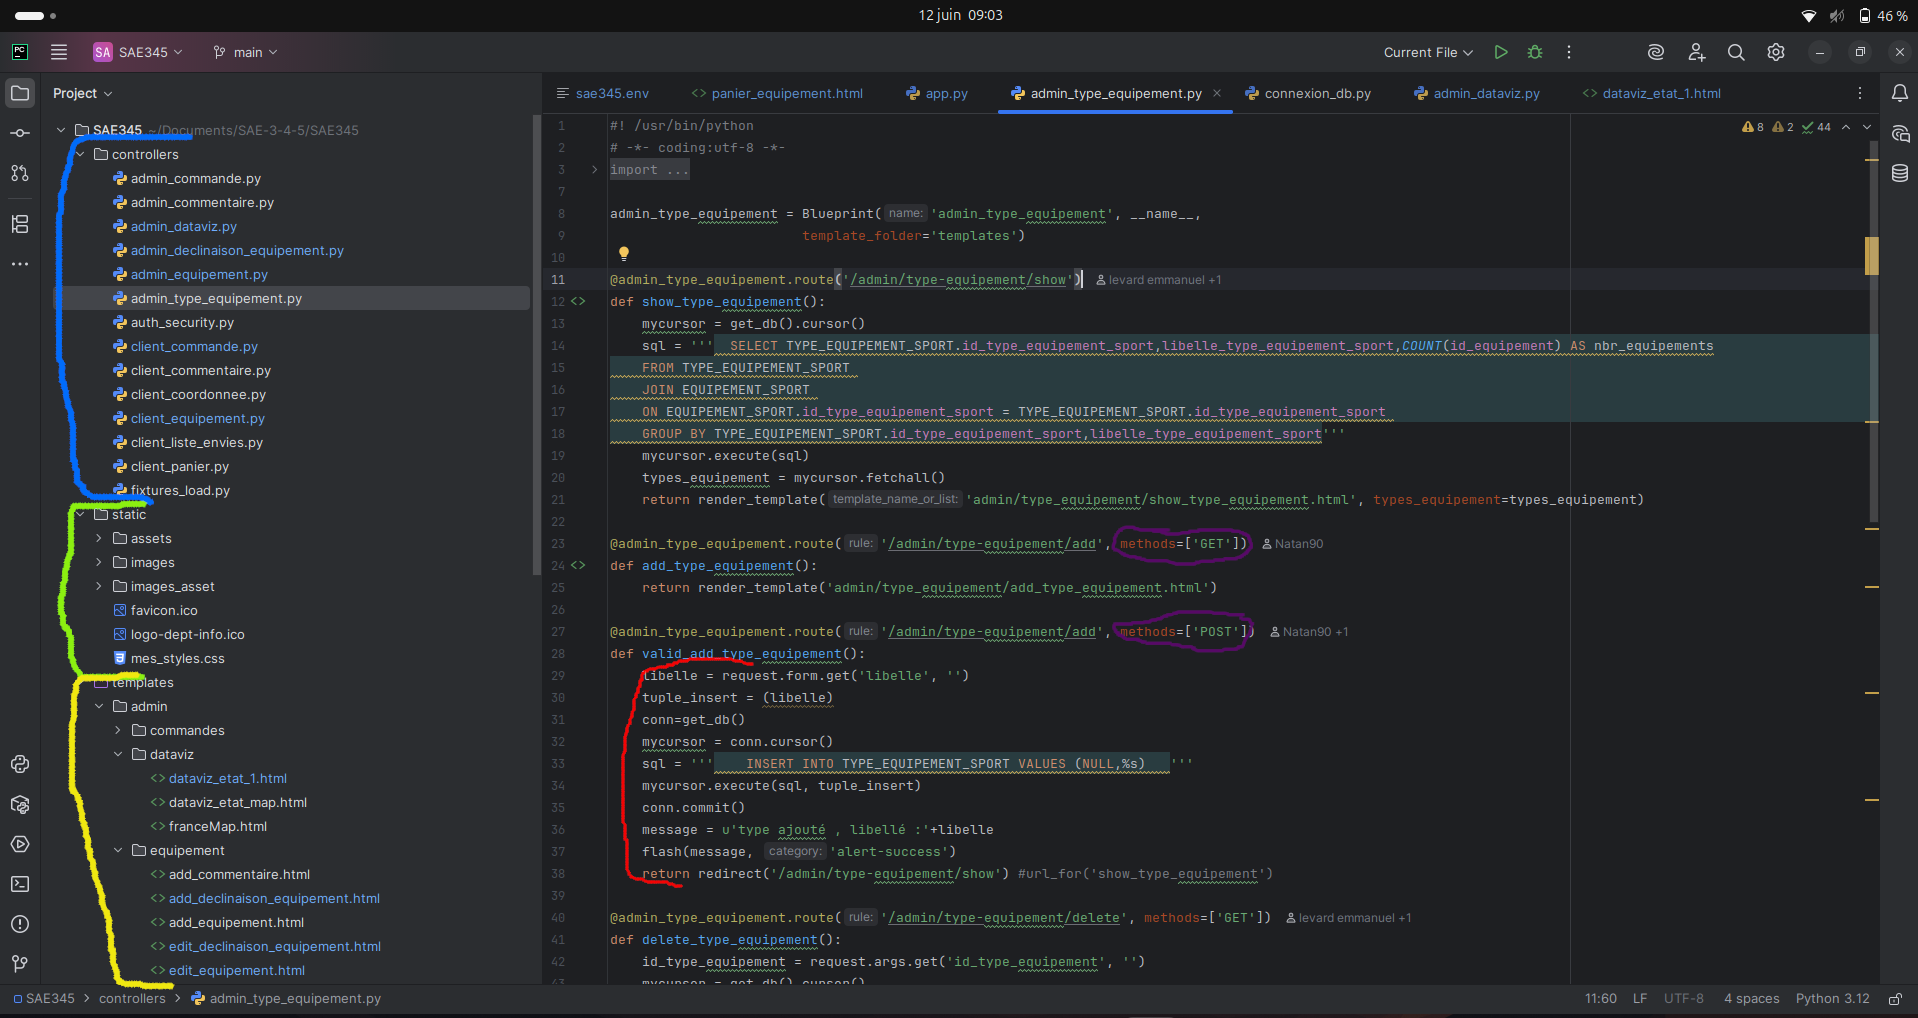 12 juin  09:03
46 %
PC
SA SAE345
main
Current File
Project
sae345.env
panier_equipement.html
app.py
admin_type_equipement.py
connexion_db.py
admin_dataviz.py
dataviz_etat_1.html
SAE345 ~/Documents/SAE-3-4-5/SAE345
controllers
admin_commande.py
admin_commentaire.py
admin_dataviz.py
admin_declinaison_equipement.py
admin_equipement.py
admin_type_equipement.py
auth_security.py
client_commande.py
client_commentaire.py
client_coordonnee.py
client_equipement.py
client_liste_envies.py
client_panier.py
fixtures_load.py
static
assets
images
images_asset
favicon.ico
logo-dept-info.ico
mes_styles.css
templates
admin
commandes
dataviz
dataviz_etat_1.html
dataviz_etat_map.html
franceMap.html
equipement
add_commentaire.html
add_declinaison_equipement.html
add_equipement.html
edit_declinaison_equipement.html
edit_equipement.html
8 2 44
1 #! /usr/bin/python
2 # -*- coding:utf-8 -*-
3 import ...
7
8 admin_type_equipement = Blueprint( name: 'admin_type_equipement', __name__,
9 template_folder='templates')
10
11 @admin_type_equipement.route('/admin/type-equipement/show') levard emmanuel +1
12 def show_type_equipement():
13 mycursor = get_db().cursor()
14 sql = ''' SELECT TYPE_EQUIPEMENT_SPORT.id_type_equipement_sport,libelle_type_equipement_sport,COUNT(id_equipement) AS nbr_equipements
15 FROM TYPE_EQUIPEMENT_SPORT
16 JOIN EQUIPEMENT_SPORT
17 ON EQUIPEMENT_SPORT.id_type_equipement_sport = TYPE_EQUIPEMENT_SPORT.id_type_equipement_sport
18 GROUP BY TYPE_EQUIPEMENT_SPORT.id_type_equipement_sport,libelle_type_equipement_sport'''
19 mycursor.execute(sql)
20 types_equipement = mycursor.fetchall()
21 return render_template( template_name_or_list: 'admin/type_equipement/show_type_equipement.html', types_equipement=types_equipement)
22
23 @admin_type_equipement.route( rule: '/admin/type-equipement/add', methods=['GET']) Natan90
24 def add_type_equipement():
25 return render_template('admin/type_equipement/add_type_equipement.html')
26
27 @admin_type_equipement.route( rule: '/admin/type-equipement/add', methods=['POST']) Natan90 +1
28 def valid_add_type_equipement():
29 libelle = request.form.get('libelle', '')
30 tuple_insert = (libelle)
31 conn=get_db()
32 mycursor = conn.cursor()
33 sql = ''' INSERT INTO TYPE_EQUIPEMENT_SPORT VALUES (NULL,%s) '''
34 mycursor.execute(sql, tuple_insert)
35 conn.commit()
36 message = u'type ajouté , libellé :'+libelle
37 flash(message, category: 'alert-success')
38 return redirect('/admin/type-equipement/show') #url_for('show_type_equipement')
39
40 @admin_type_equipement.route( rule: '/admin/type-equipement/delete', methods=['GET']) levard emmanuel +1
41 def delete_type_equipement():
42 id_type_equipement = request.args.get('id_type_equipement', '')
43 mycursor = get_db().cursor()
SAE345 > controllers > admin_type_equipement.py
11:60 LF UTF-8 4 spaces Python 3.12